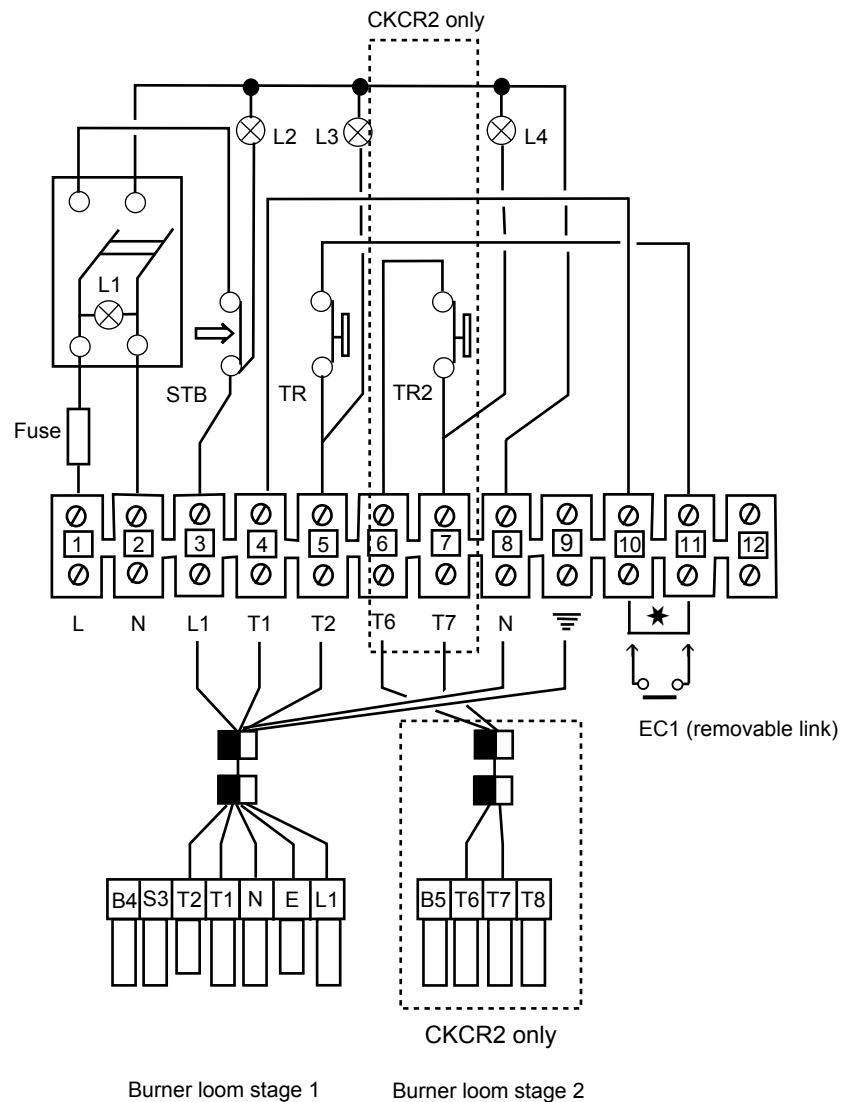 CKCR2 only
L2 L3 L4
L1
STB TR TR2
Fuse
1 2 3 4 5 6 7 8 9 10 11 12
L N L1 T1 T2 T6 T7 N
EC1 (removable link)
B4 S3 T2 T1 N E L1 B5 T6 T7 T8
CKCR2 only
Burner loom stage 1 Burner loom stage 2